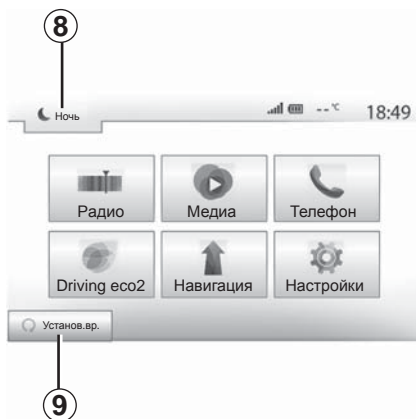 8
Ночь
--°C 18:49
Радио Медиа Телефон
Driving eco2 Навигация Настройки
Установ.вр.
9